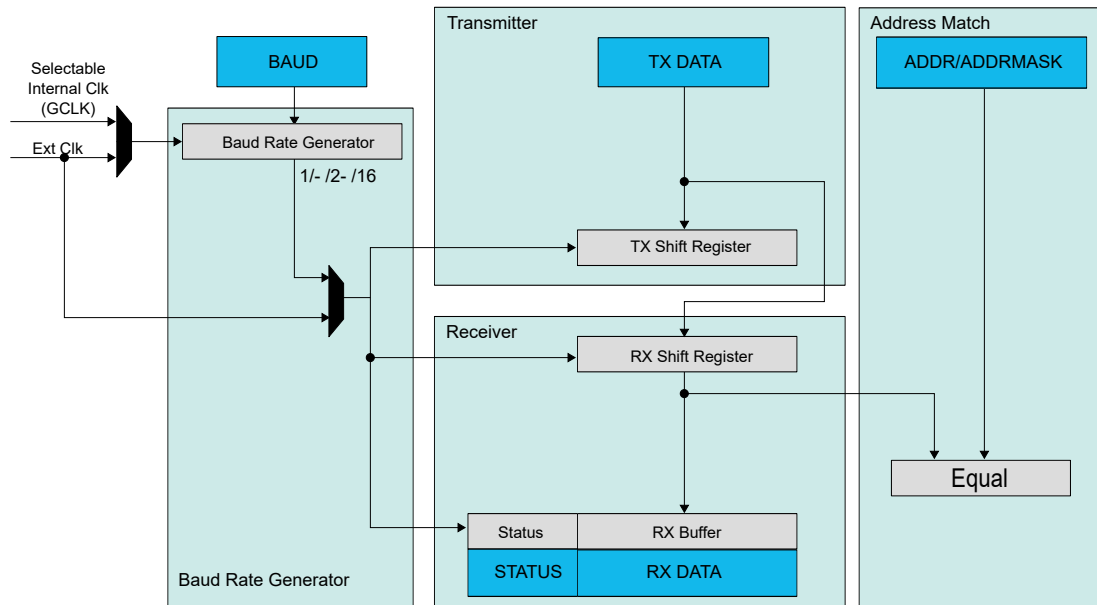 Transmitter
Address Match
BAUD
TX DATA
ADDR/ADDRMASK
Selectable
Internal Clk
(GCLK)
Baud Rate Generator
Ext Clk
1/- /2- /16
TX Shift Register
Receiver
RX Shift Register
Equal
Status
RX Buffer
STATUS
RX DATA
Baud Rate Generator